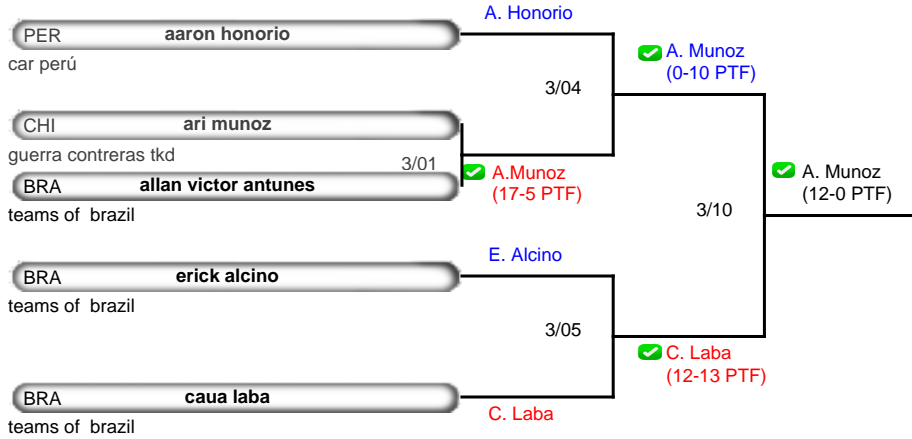 A. Honorio
PER aaron honorio
car perú
A. Munoz
(0-10 PTF)
3/04
CHI ari munoz
guerra contreras tkd
3/01
A.Munoz
(17-5 PTF)
BRA allan victor antunes
teams of brazil
A. Munoz
(12-0 PTF)
3/10
E. Alcino
BRA erick alcino
teams of brazil
3/05
C. Laba
(12-13 PTF)
BRA caua laba
C. Laba
teams of brazil